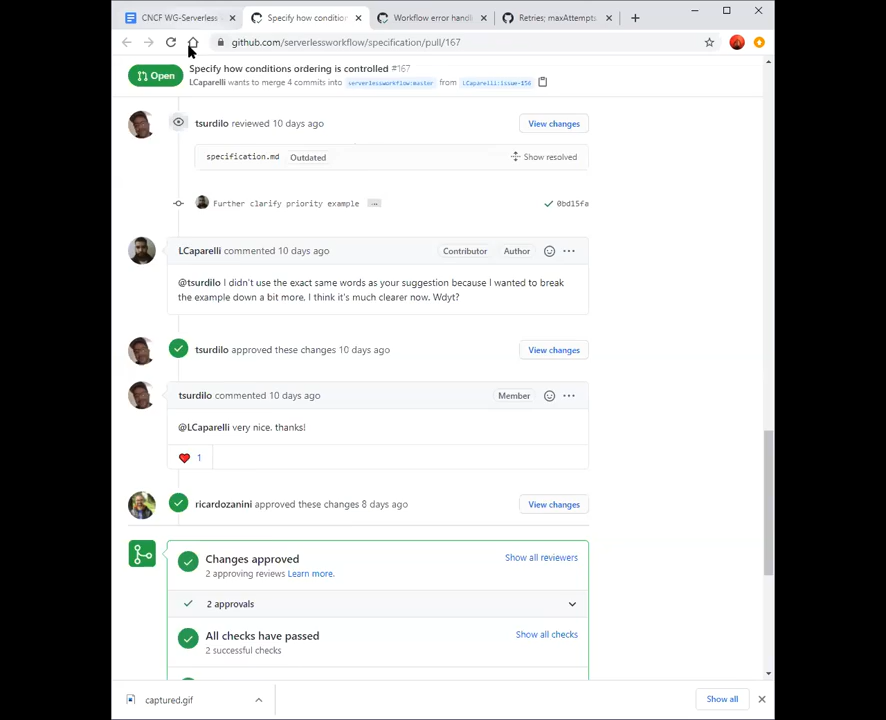 CNCF WG-Serverless
Specify how condition
Workflow error handl
Retries; maxAttempts
github.com/serverlessworkflow/specification/pull/167
Open
Specify how conditions ordering is controlled #167
LCaparelli wants to merge 4 commits into serverlessworkflow:master from LCaparelli:issue-156
tsurdilo reviewed 10 days ago
View changes
specification.md Outdated
Show resolved
Further clarify priority example ...
0bd15fa
LCaparelli commented 10 days ago
Contributor Author
@tsurdilo I didn't use the exact same words as your suggestion because I wanted to break
the example down a bit more, I think it's much clearer now. Wdyt?
tsurdilo approved these changes 10 days ago
View changes
tsurdilo commented 10 days ago
Member
@LCaparelli very nice. thanks!
1
ricardozanini approved these changes 8 days ago
View changes
Changes approved
Show all reviewers
2 approving reviews Learn more.
2 approvals
All checks have passed
Show all checks
2 successful checks
captured.gif
Show all